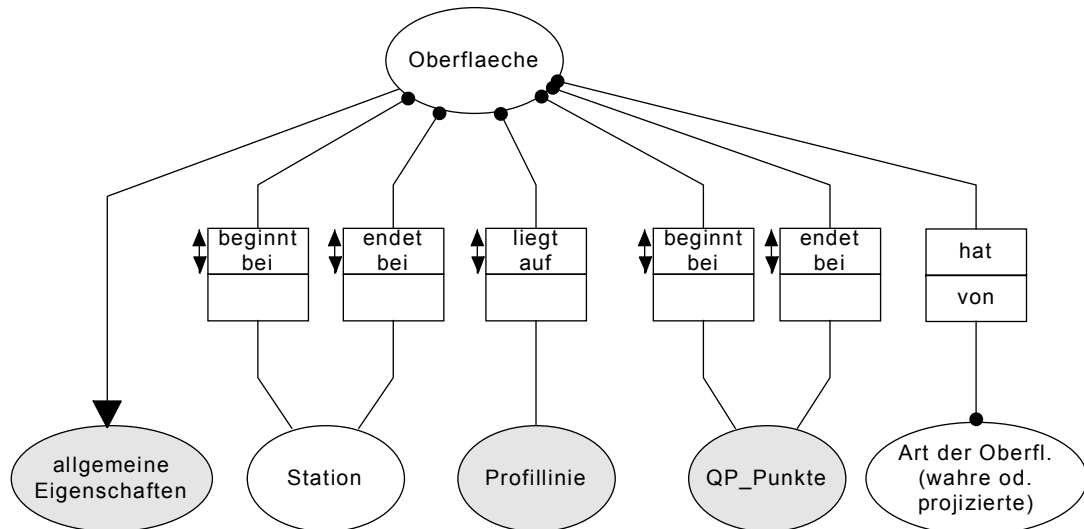 Oberflaeche
beginnt
bei
endet
bei
liegt
auf
beginnt
bei
endet
bei
hat
von
allgemeine
Eigenschaften
Station
Profillinie
QP_Punkte
Art der Oberfl.
(wahre od.
projizierte)